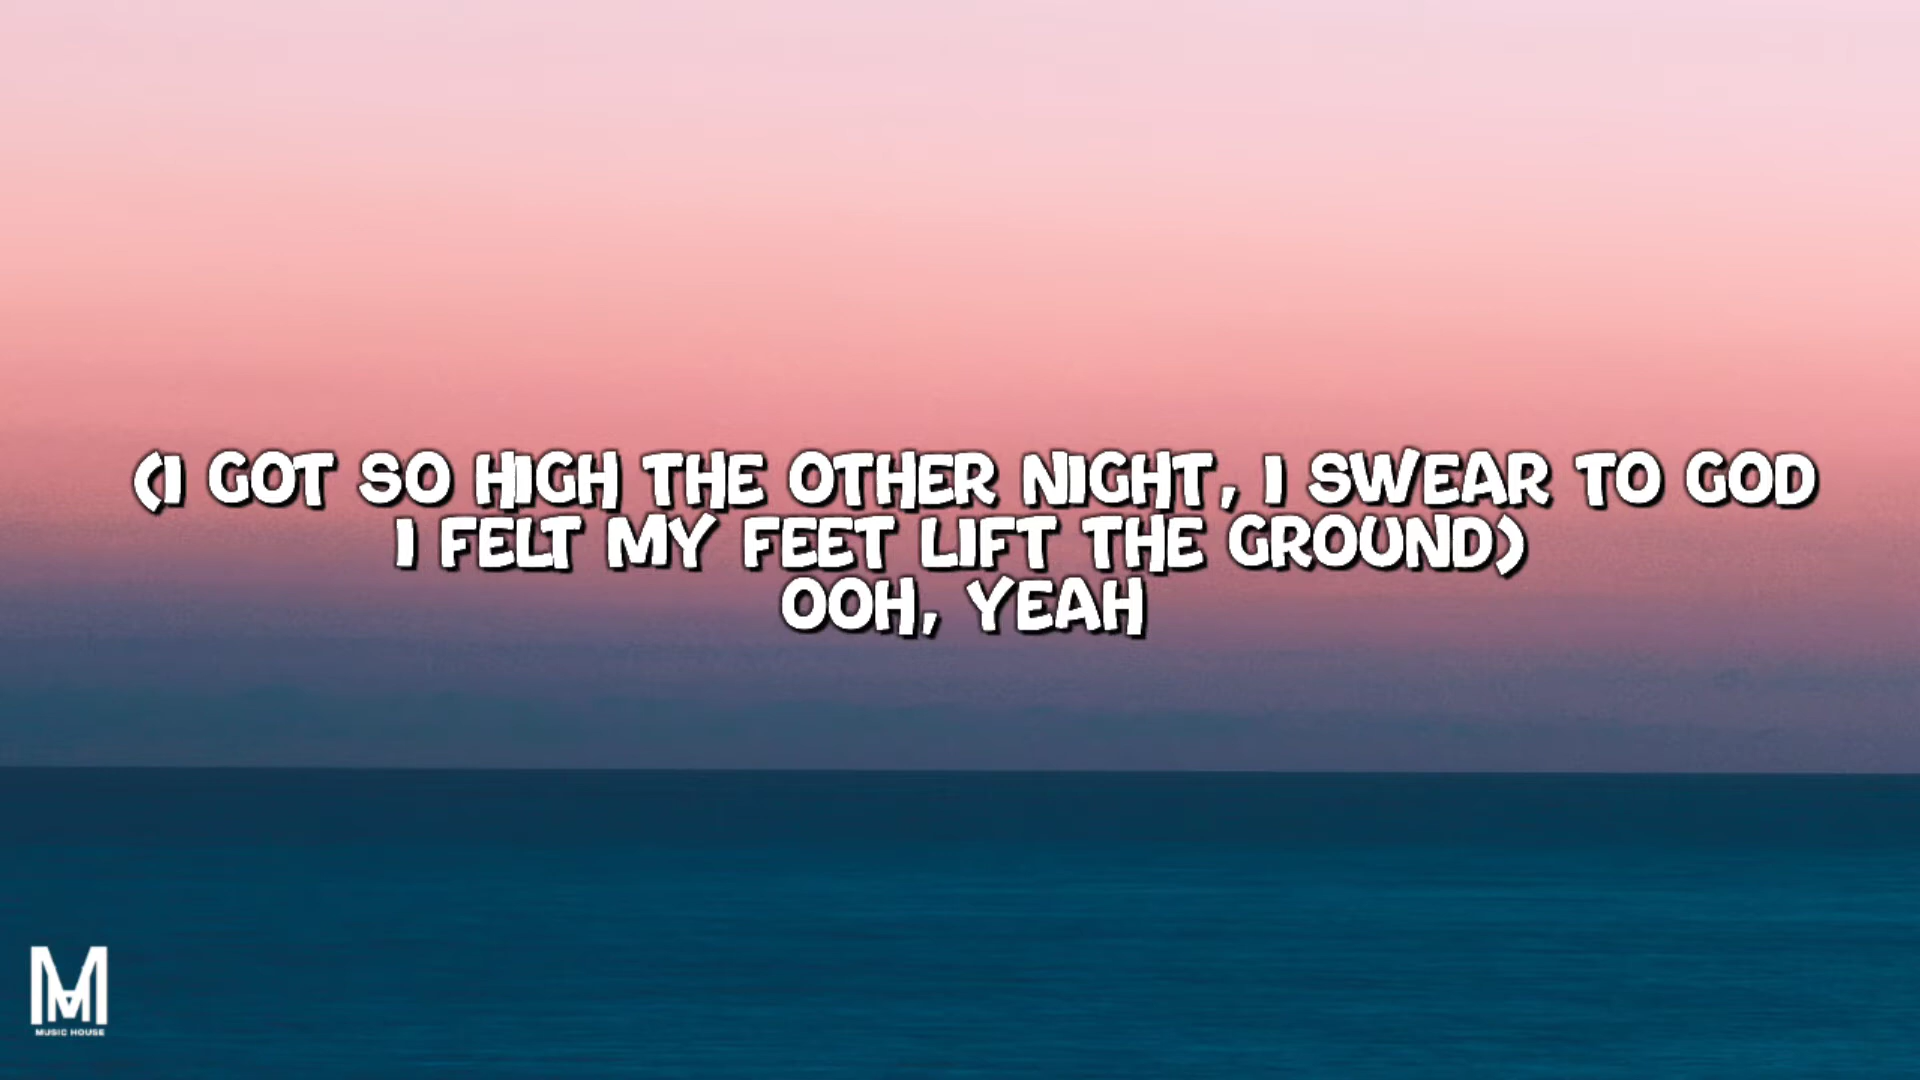 (I GOT SO HIGH THE OTHER NIGHT, I SWEAR TO GOD
I FELT MY FEET LIFT THE GROUND)
OOH, YEAH
MUSIC HOUSE